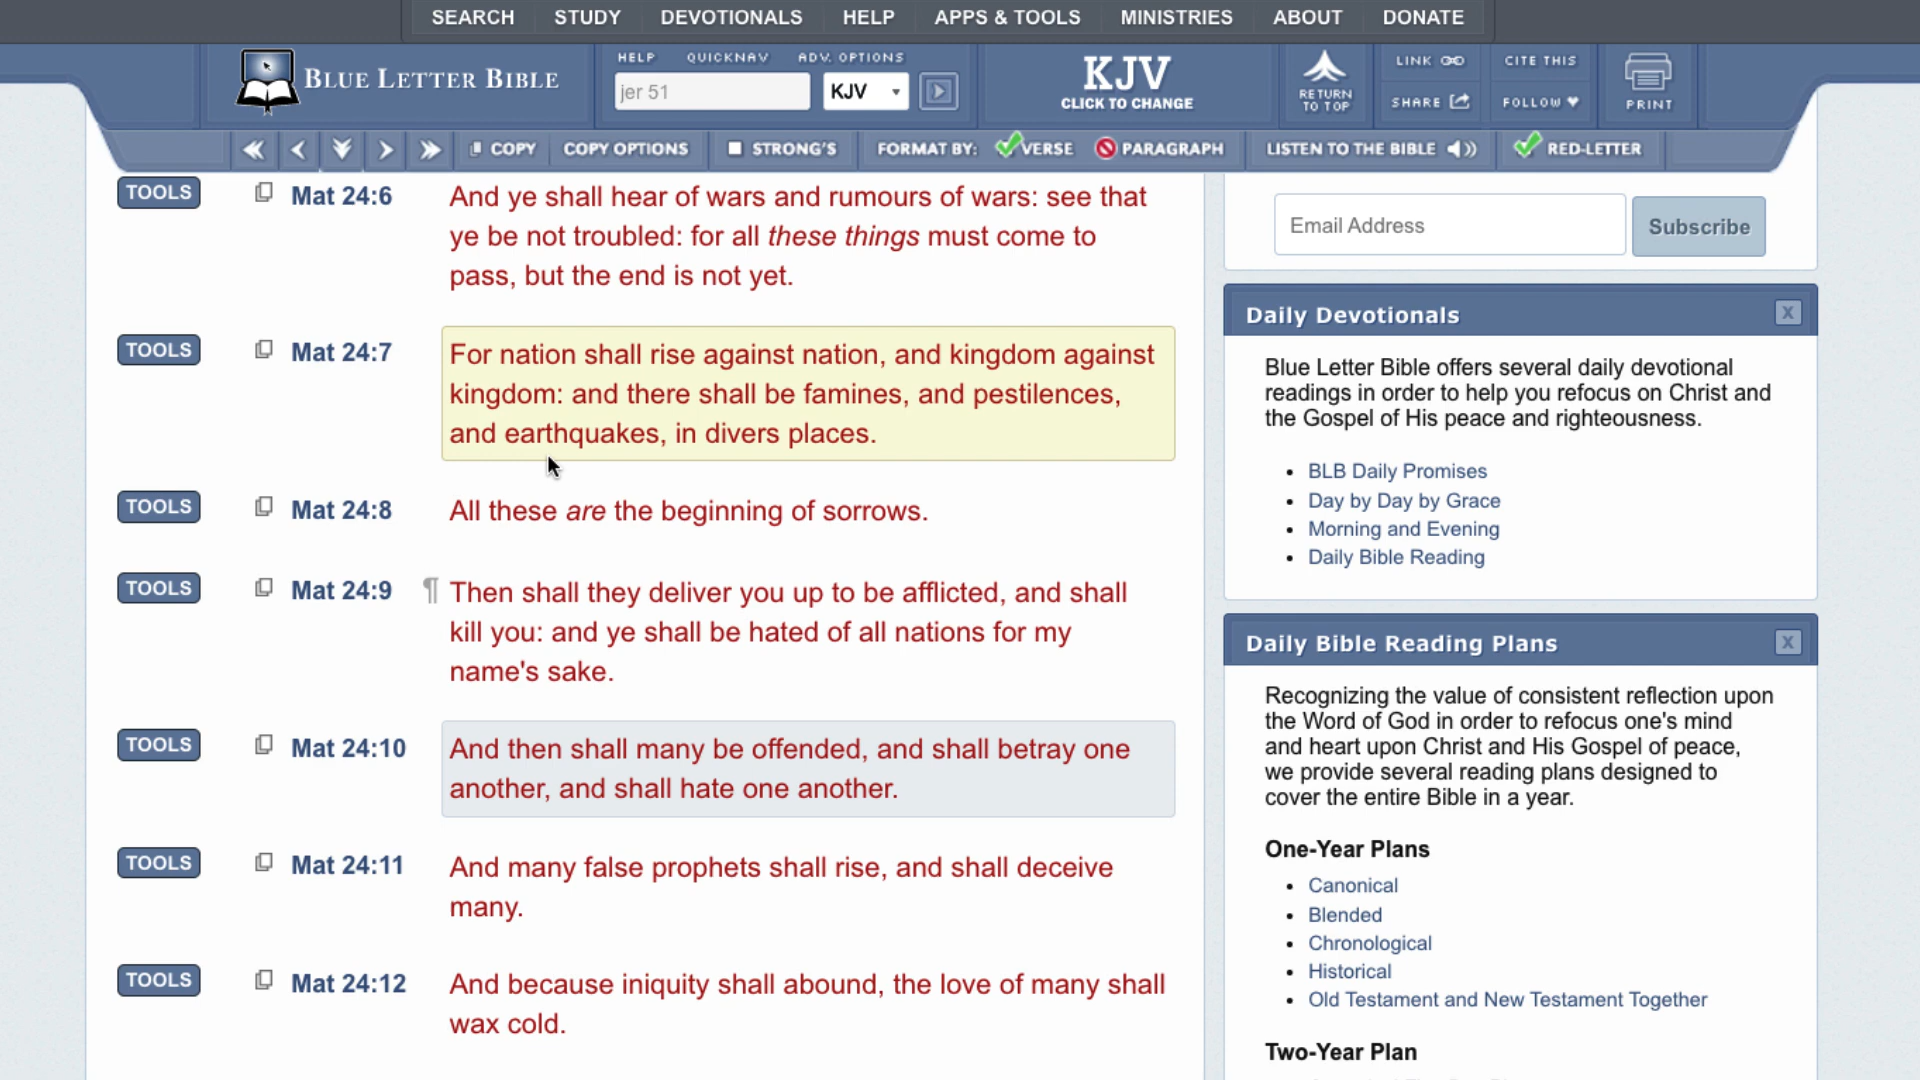 SEARCH STUDY DEVOTIONALS HELP APPS & TOOLS MINISTRIES ABOUT DONATE
BLUE LETTER BIBLE
HELP QUICKNAV ADV. OPTIONS
jer 51 KJV
KJV
CLICK TO CHANGE
RETURN
TO TOP
LINK
SHARE
CITE THIS
FOLLOW
PRINT
COPY COPY OPTIONS STRONG'S FORMAT BY: VERSE PARAGRAPH LISTEN TO THE BIBLE RED-LETTER
TOOLS Mat 24:6 And ye shall hear of wars and rumours of wars: see that
ye be not troubled: for all these things must come to
pass, but the end is not yet.
TOOLS Mat 24:7 For nation shall rise against nation, and kingdom against
kingdom: and there shall be famines, and pestilences,
and earthquakes, in divers places.
TOOLS Mat 24:8 All these are the beginning of sorrows.
TOOLS Mat 24:9 ¶ Then shall they deliver you up to be afflicted, and shall
kill you: and ye shall be hated of all nations for my
name's sake.
TOOLS Mat 24:10 And then shall many be offended, and shall betray one
another, and shall hate one another.
TOOLS Mat 24:11 And many false prophets shall rise, and shall deceive
many.
TOOLS Mat 24:12 And because iniquity shall abound, the love of many shall
wax cold.
Email Address Subscribe
Daily Devotionals X
Blue Letter Bible offers several daily devotional
readings in order to help you refocus on Christ and
the Gospel of His peace and righteousness.
• BLB Daily Promises
• Day by Day by Grace
• Morning and Evening
• Daily Bible Reading
Daily Bible Reading Plans X
Recognizing the value of consistent reflection upon
the Word of God in order to refocus one's mind
and heart upon Christ and His Gospel of peace,
we provide several reading plans designed to
cover the entire Bible in a year.
One-Year Plans
• Canonical
• Blended
• Chronological
• Historical
• Old Testament and New Testament Together
Two-Year Plan